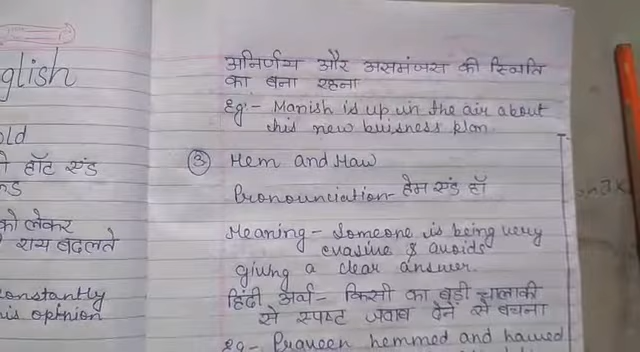 glish
old
हॉट एंड
को लेकर
राय बदलते
constantly
his opinion
अनिर्णय और असमंजस की स्थिति
का बना रहना
Eg:- Manish is up in the air about
this new buisness plan.
③ Hem and Haw
Pronounciation- हेम एंड हॉ
Meaning - Someone is being very
evasive & avoids
giving a clear answer.
हिंदी अर्थ- किसी का बड़ी चालाकी
से स्पष्ट जवाब देने से बचना
eg- Praveen hemmed and hawed